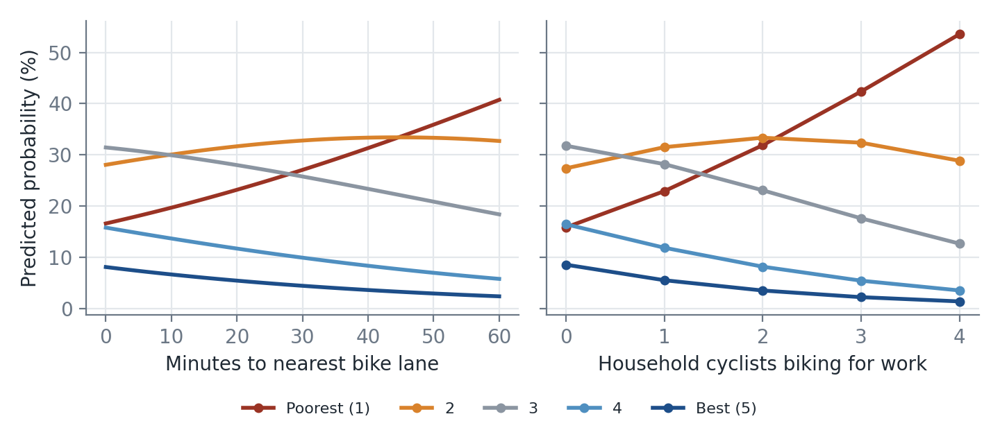 Predicted probability (%)
50
40
30
20
10
0
0 10 20 30 40 50 60
0 1 2 3 4
Minutes to nearest bike lane
Household cyclists biking for work
Poorest (1) 2 3 4 Best (5)